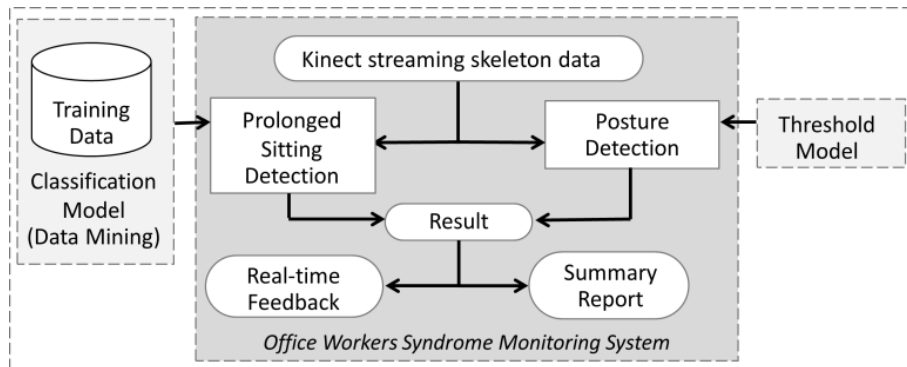 Kinect streaming skeleton data
Training
Data
Classification
Model
(Data Mining)
Prolonged
Sitting
Detection
Posture
Detection
Threshold
Model
Result
Real-time
Feedback
Summary
Report
Office Workers Syndrome Monitoring System